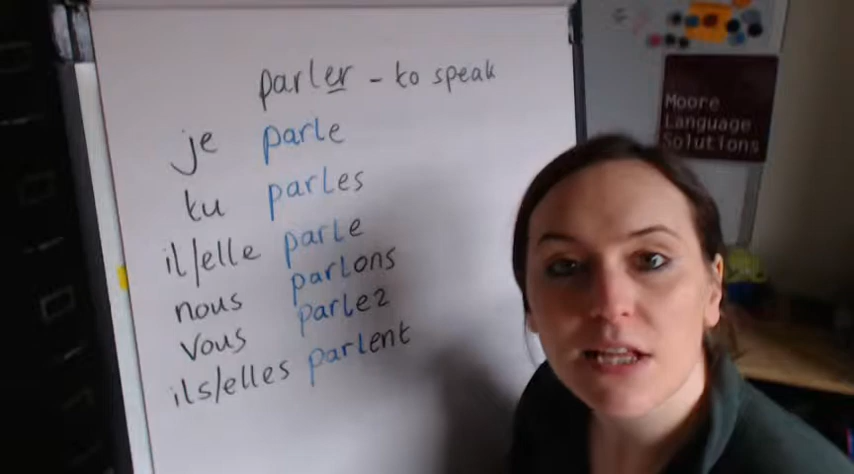 parler - to speak
je parle
tu parles
il/elle parle
nous parlons
vous parlez
ils/elles parlent
Moore
Language
Solutions